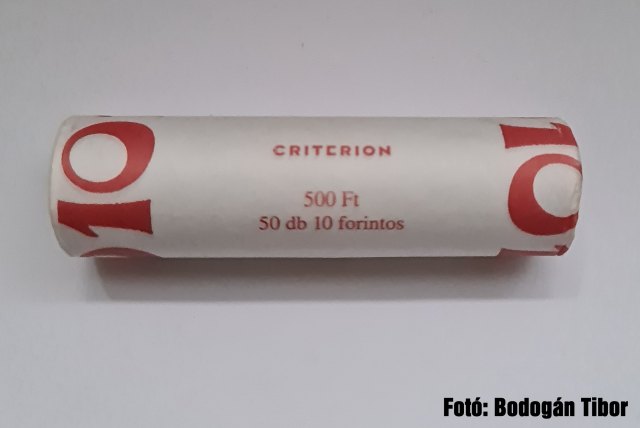 10
CRITERION
500 Ft
50 db 10 forintos
10
Fotó: Bodogán Tibor